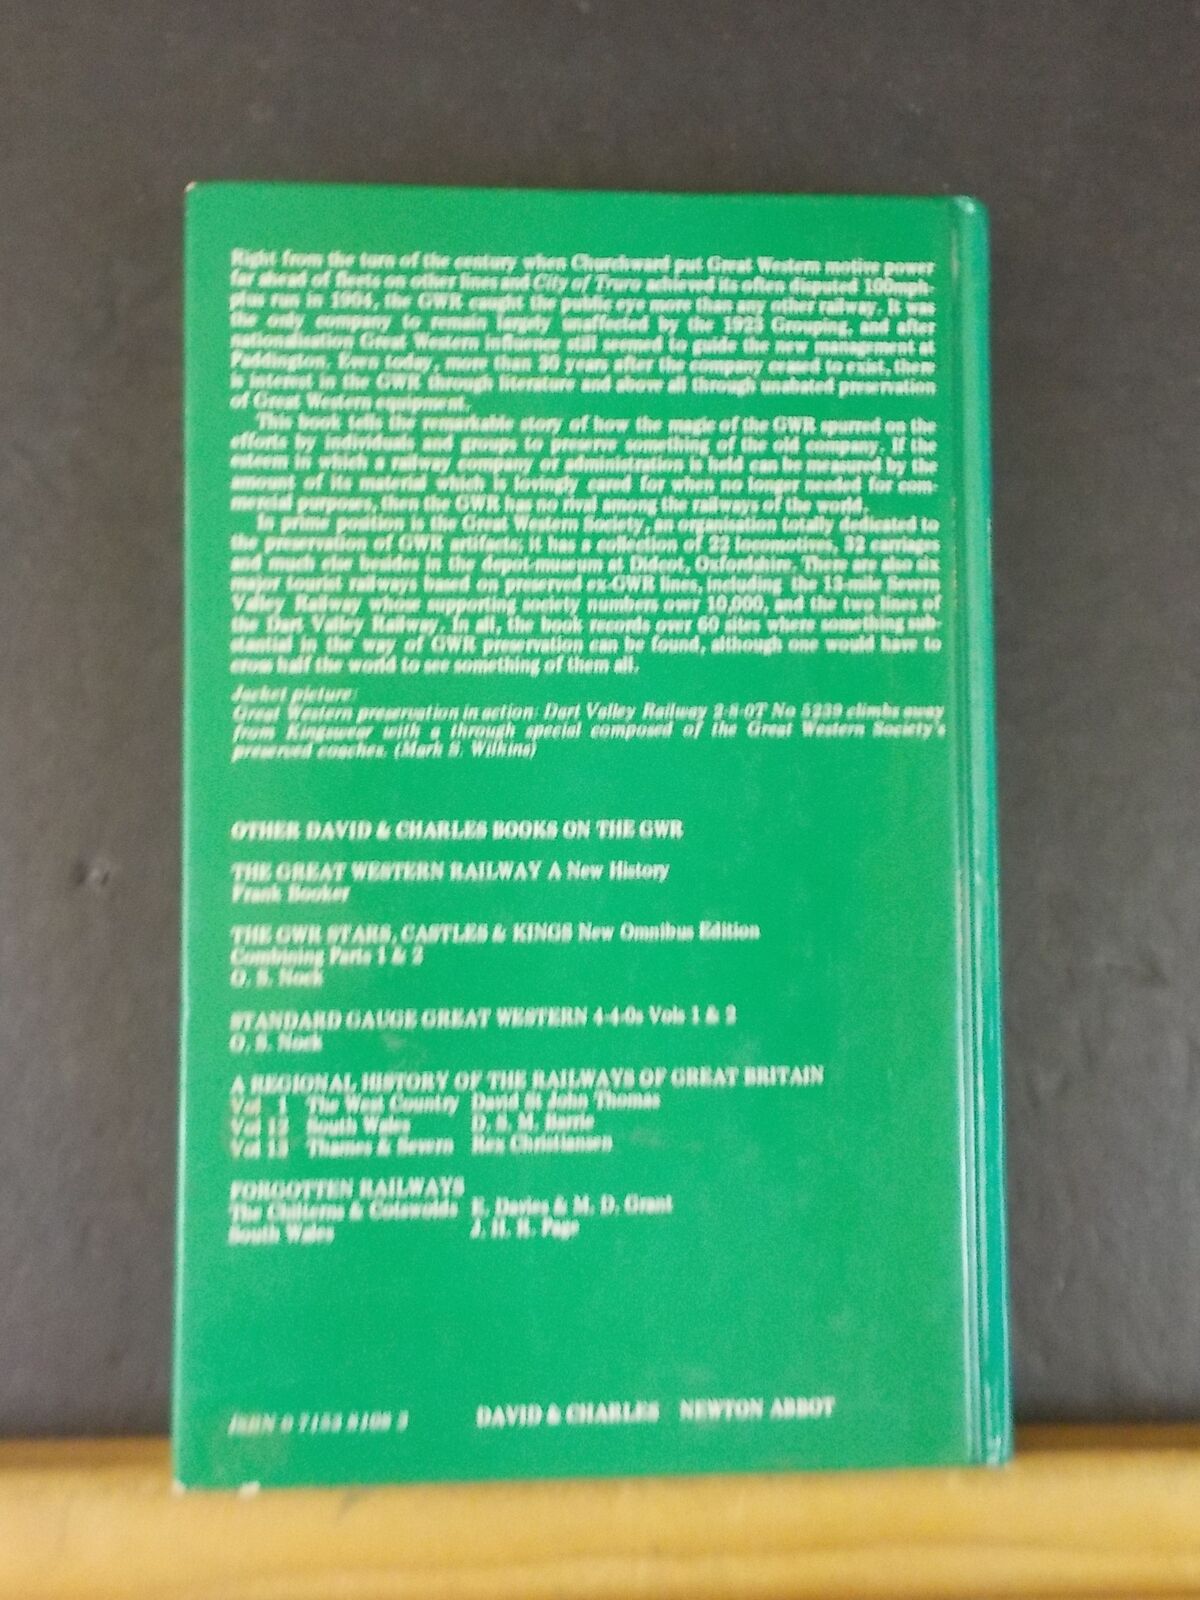 Right from the turn of the century when Churchward put Great Western motive power
far ahead of fleets on other lines and City of Truro achieved its often disputed 100mph-
plus run in 1904, the GWR caught the public eye more than any other railway. It was
the only company to remain largely unaffected by the 1923 Grouping, and after
nationalisation Great Western influence still seemed to guide the new management at
Paddington. Even today, more than 30 years after the company ceased to exist, there
is interest in the GWR through literature and above all through unabated preservation
of Great Western equipment.
This book tells the remarkable story of how the magic of the GWR spurred on the
efforts by individuals and groups to preserve something of the old company. If the
esteem in which a railway company or administration is held can be measured by the
amount of its material which is lovingly cared for when no longer needed for com-
mercial purposes, then the GWR has no rival among the railways of the world.
In prime position is the Great Western Society, an organisation totally dedicated to
the preservation of GWR artifacts; it has a collection of 22 locomotives, 32 carriages
and much else besides in the depot-museum at Didcot, Oxfordshire. There are also six
major tourist railways based on preserved ex-GWR lines, including the 13-mile Severn
Valley Railway whose supporting society numbers over 10,000, and the two lines of
the Dart Valley Railway. In all, the book records over 60 sites where something sub-
stantial in the way of GWR preservation can be found, although one would have to
cross half the world to see something of them all.
Jacket picture:
Great Western preservation in action: Dart Valley Railway 2-8-0T No 5239 climbs away
from Kingswear with a through special composed of the Great Western Society's
preserved coaches. (Mark S. Wilkins)
OTHER DAVID & CHARLES BOOKS ON THE GWR
THE GREAT WESTERN RAILWAY A New History
Frank Booker
THE GWR STARS, CASTLES & KINGS New Omnibus Edition
Combining Parts 1 & 2
O. S. Nock
STANDARD GAUGE GREAT WESTERN 4-4-0s Vols 1 & 2
O. S. Nock
A REGIONAL HISTORY OF THE RAILWAYS OF GREAT BRITAIN
Vol 1 The West Country David St John Thomas
Vol 12 South Wales D. S. M. Barrie
Vol 13 Thames & Severn Rex Christiansen
FORGOTTEN RAILWAYS
The Chilterns & Cotswolds R. Davies & M. D. Grant
South Wales J. H. R. Page
ISBN 0 7153 8108 3 DAVID & CHARLES NEWTON ABBOT